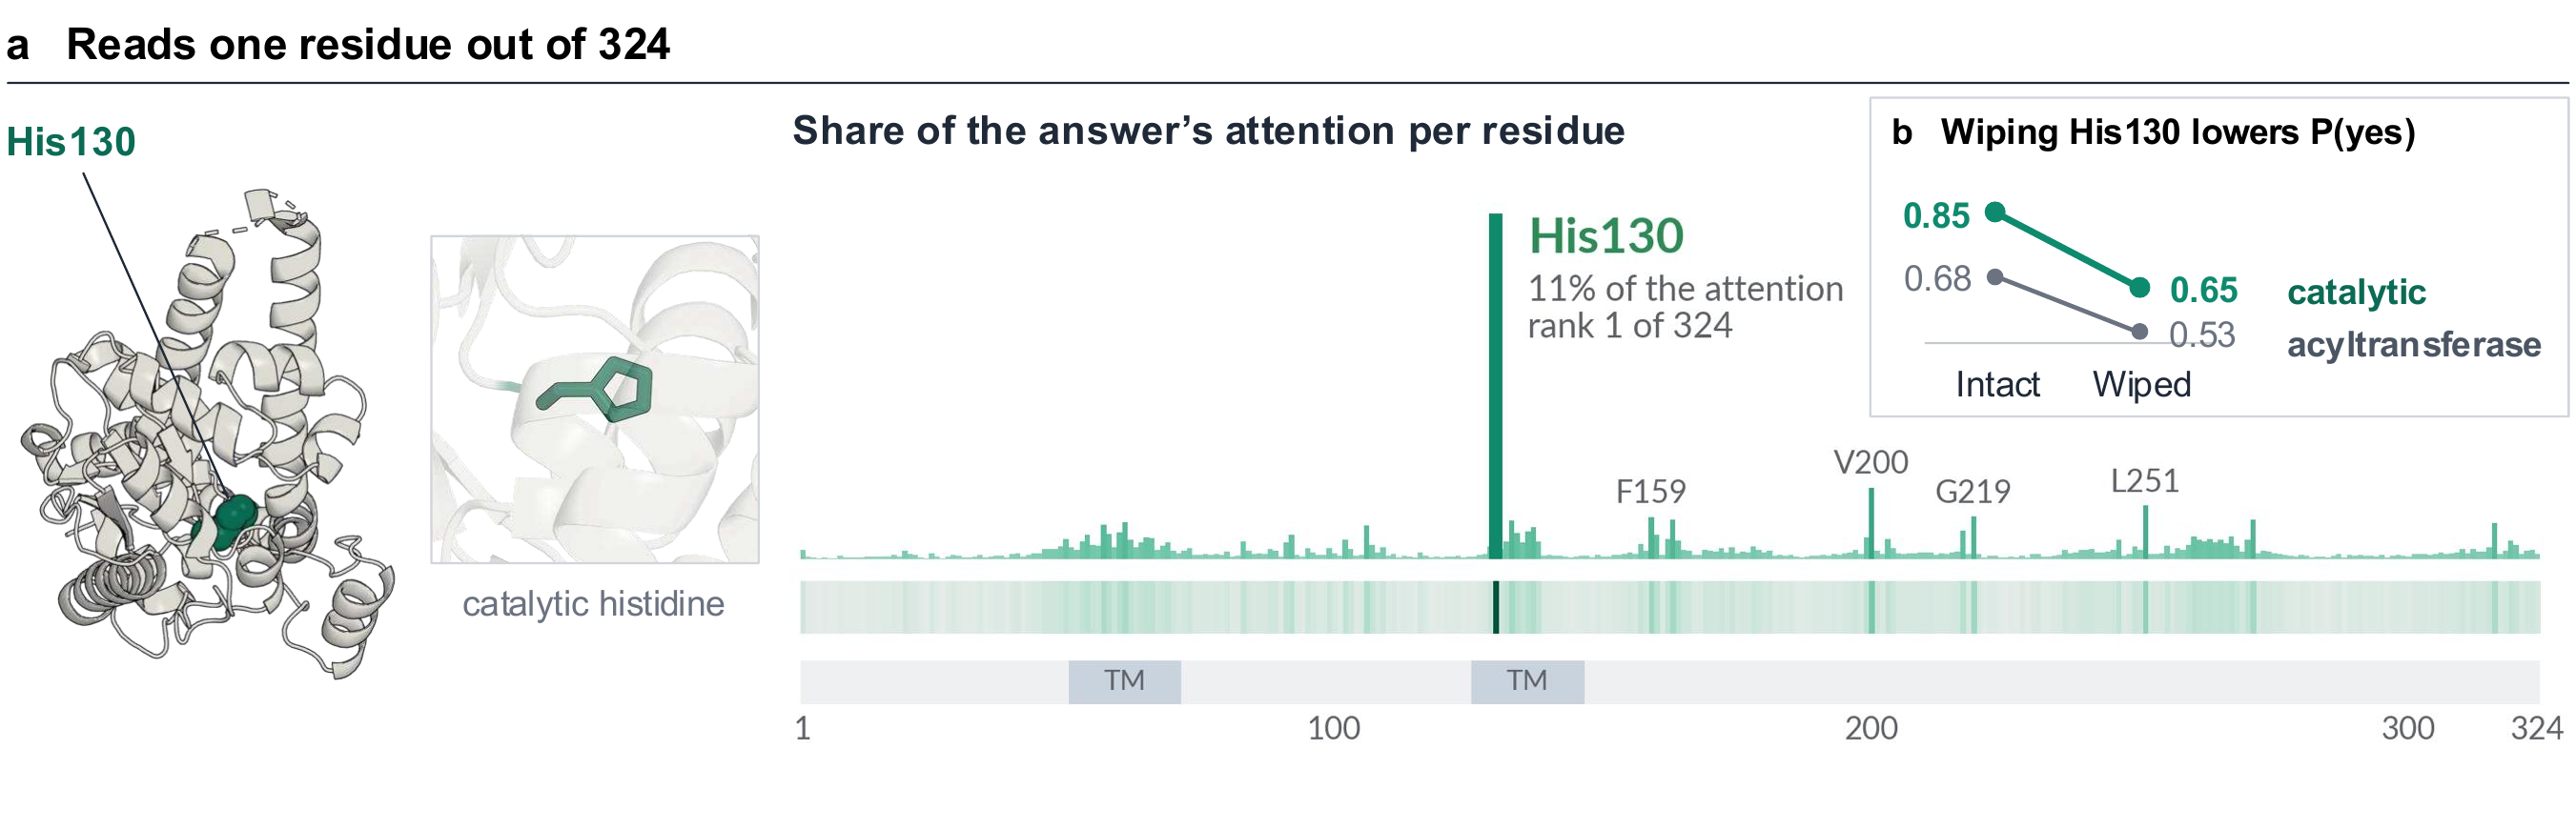 a Reads one residue out of 324
His130
catalytic histidine
Share of the answer’s attention per residue
His130
11% of the attention
rank 1 of 324
F159
V200
G219
L251
TM
TM
1
100
200
300
324
b Wiping His130 lowers P(yes)
0.85
0.68
0.65
0.53
catalytic
acyltransferase
Intact
Wiped